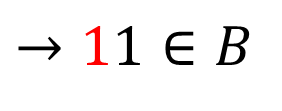 → 11 ∈ B